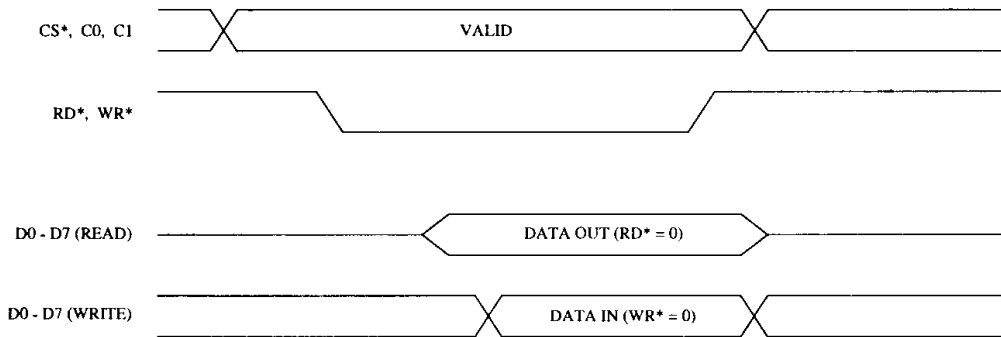 CS*, C0, C1
VALID
RD*, WR*
D0 - D7 (READ)
DATA OUT (RD* = 0)
D0 - D7 (WRITE)
DATA IN (WR* = 0)